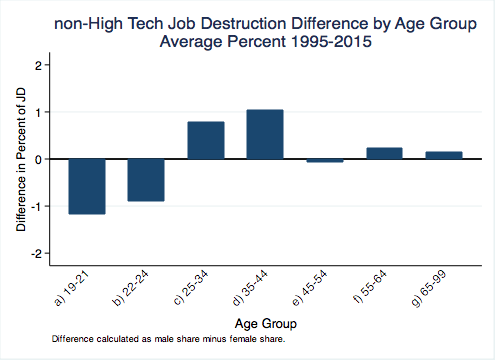 non-High Tech Job Destruction Difference by Age Group
Average Percent 1995-2015
Difference in Percent of JD
2
1
0
-1
-2
a) 19-21
b) 22-24
c) 25-34
d) 35-44
e) 45-54
f) 55-64
g) 65-99
Age Group
Difference calculated as male share minus female share.